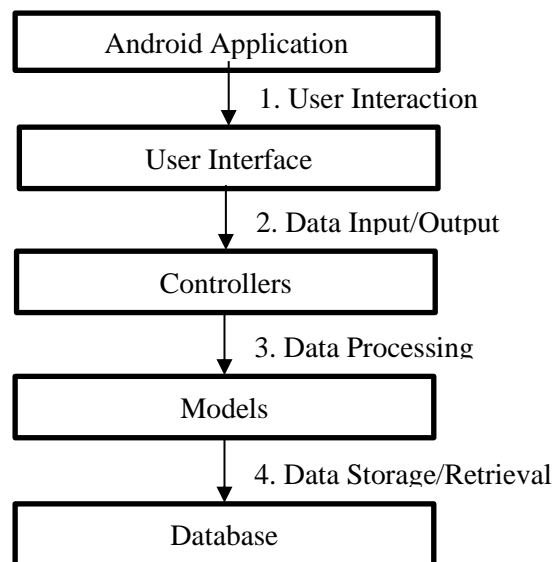 Android Application
1. User Interaction
User Interface
2. Data Input/Output
Controllers
3. Data Processing
Models
4. Data Storage/Retrieval
Database